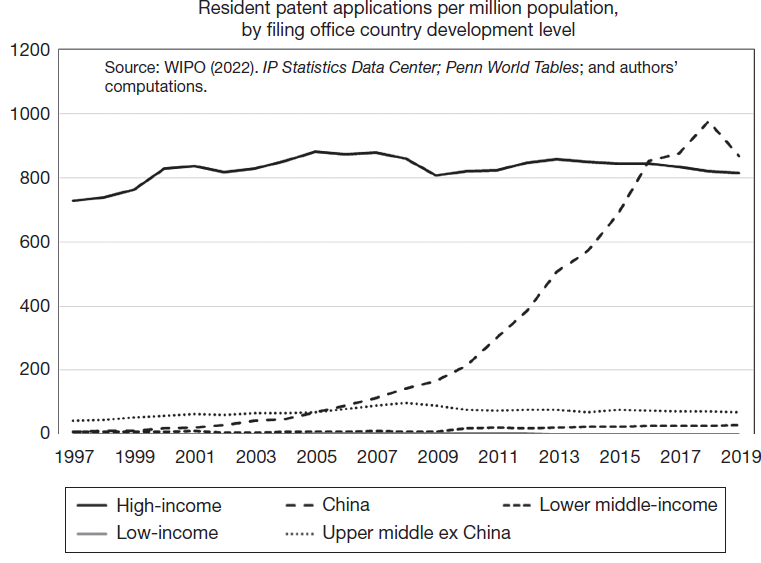 Resident patent applications per million population,
by filing office country development level
1200
Source: WIPO (2022). IP Statistics Data Center; Penn World Tables; and authors’
computations.
1000
800
600
400
200
0
1997 1999 2001 2003 2005 2007 2009 2011 2013 2015 2017 2019
High-income China Lower middle-income
Low-income Upper middle ex China